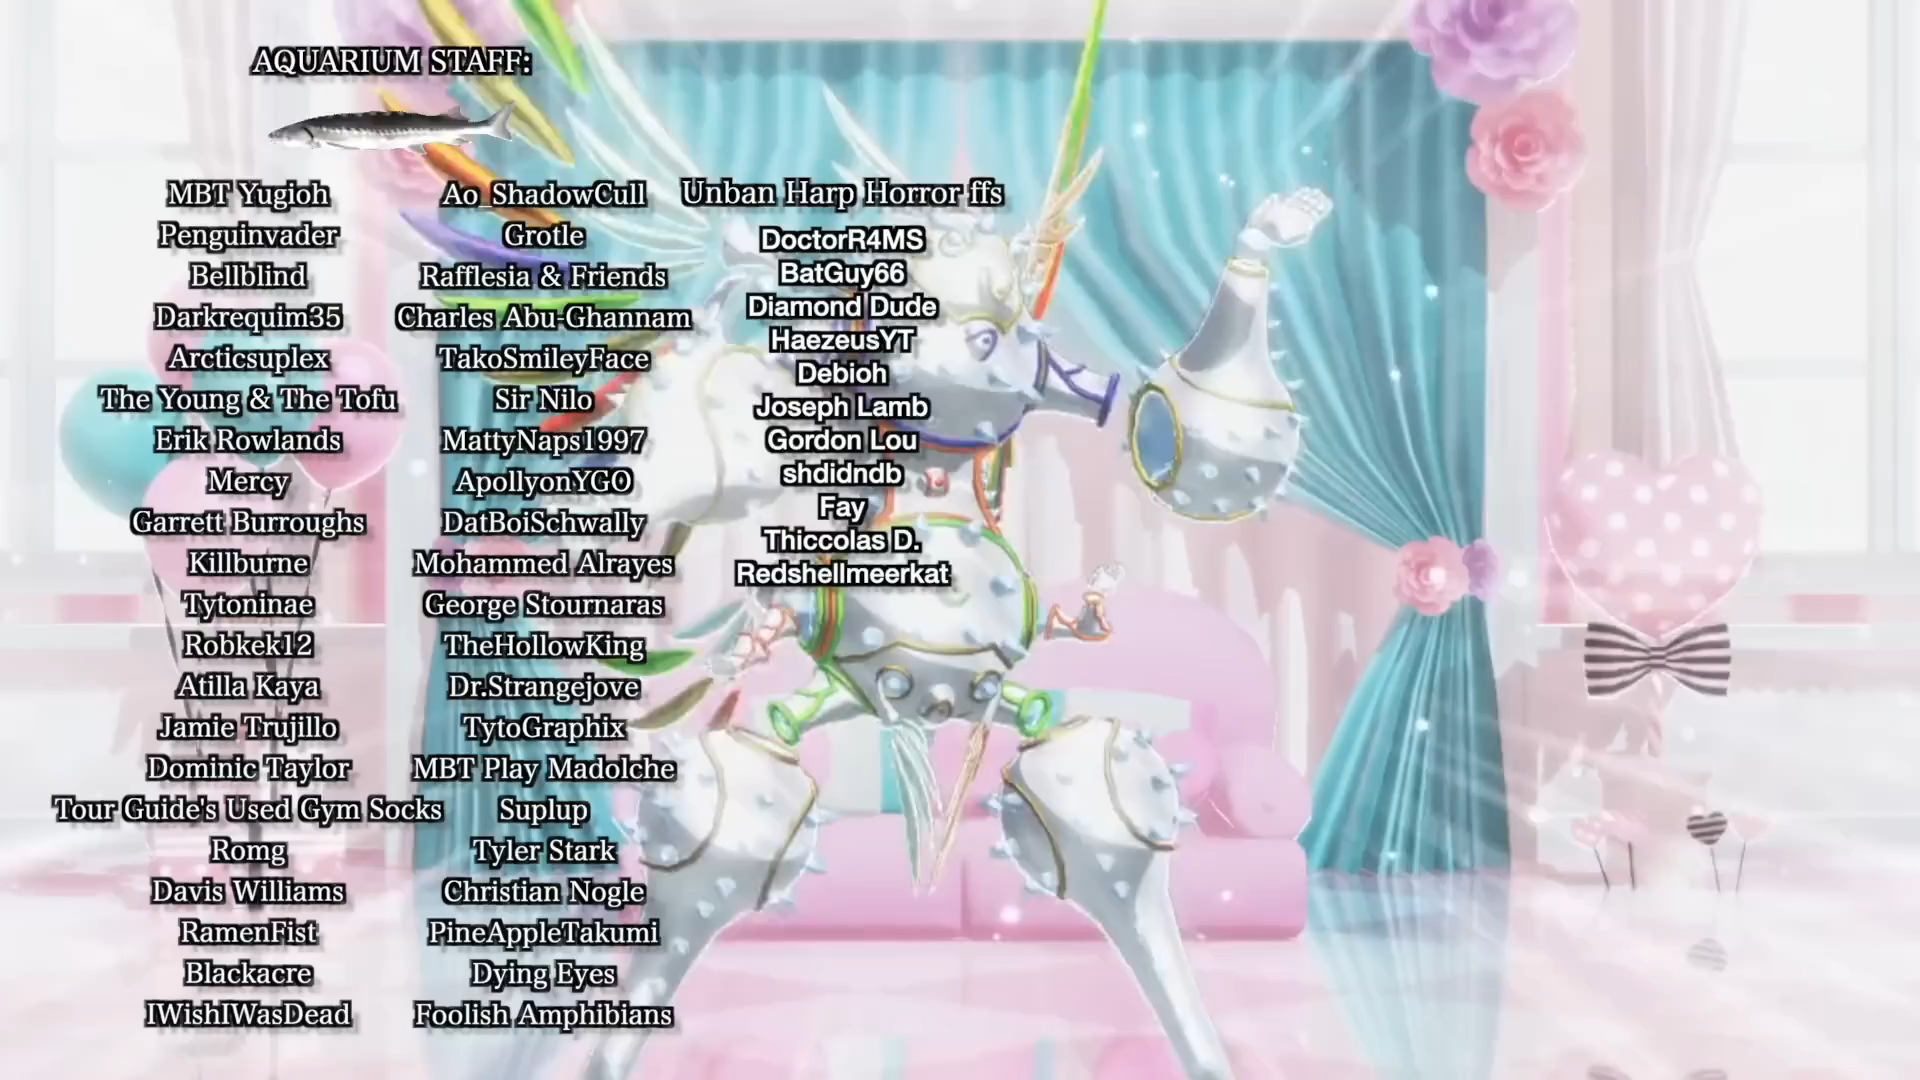 AQUARIUM STAFF:
MBT Yugioh
Penguinvader
Bellblind
Darkrequim35
Arcticsuplex
The Young & The Tofu
Erik Rowlands
Mercy
Garrett Burroughs
Killburne
Tytoninae
Robkek12
Atilla Kaya
Jamie Trujillo
Dominic Taylor
Tour Guide's Used Gym Socks
Romg
Davis Williams
RamenFist
Blackacre
IWishIWasDead
Ao_ShadowCull
Grotle
Rafflesia & Friends
Charles Abu-Ghannam
TakoSmileyFace
Sir Nilo
MattyNaps1997
ApollyonYGO
DatBoiSchwally
Mohammed Alrayes
George Stournaras
TheHollowKing
Dr.Strangejove
TytoGraphix
MBT Play Madolche
Suplup
Tyler Stark
Christian Nogle
PineAppleTakumi
Dying Eyes
Foolish Amphibians
Unban Harp Horror ffs
DoctorR4MS
BatGuy66
Diamond Dude
HaezeusYT
Debioh
Joseph Lamb
Gordon Lou
shdidndb
Fay
Thiccolas D.
Redshellmeerkat